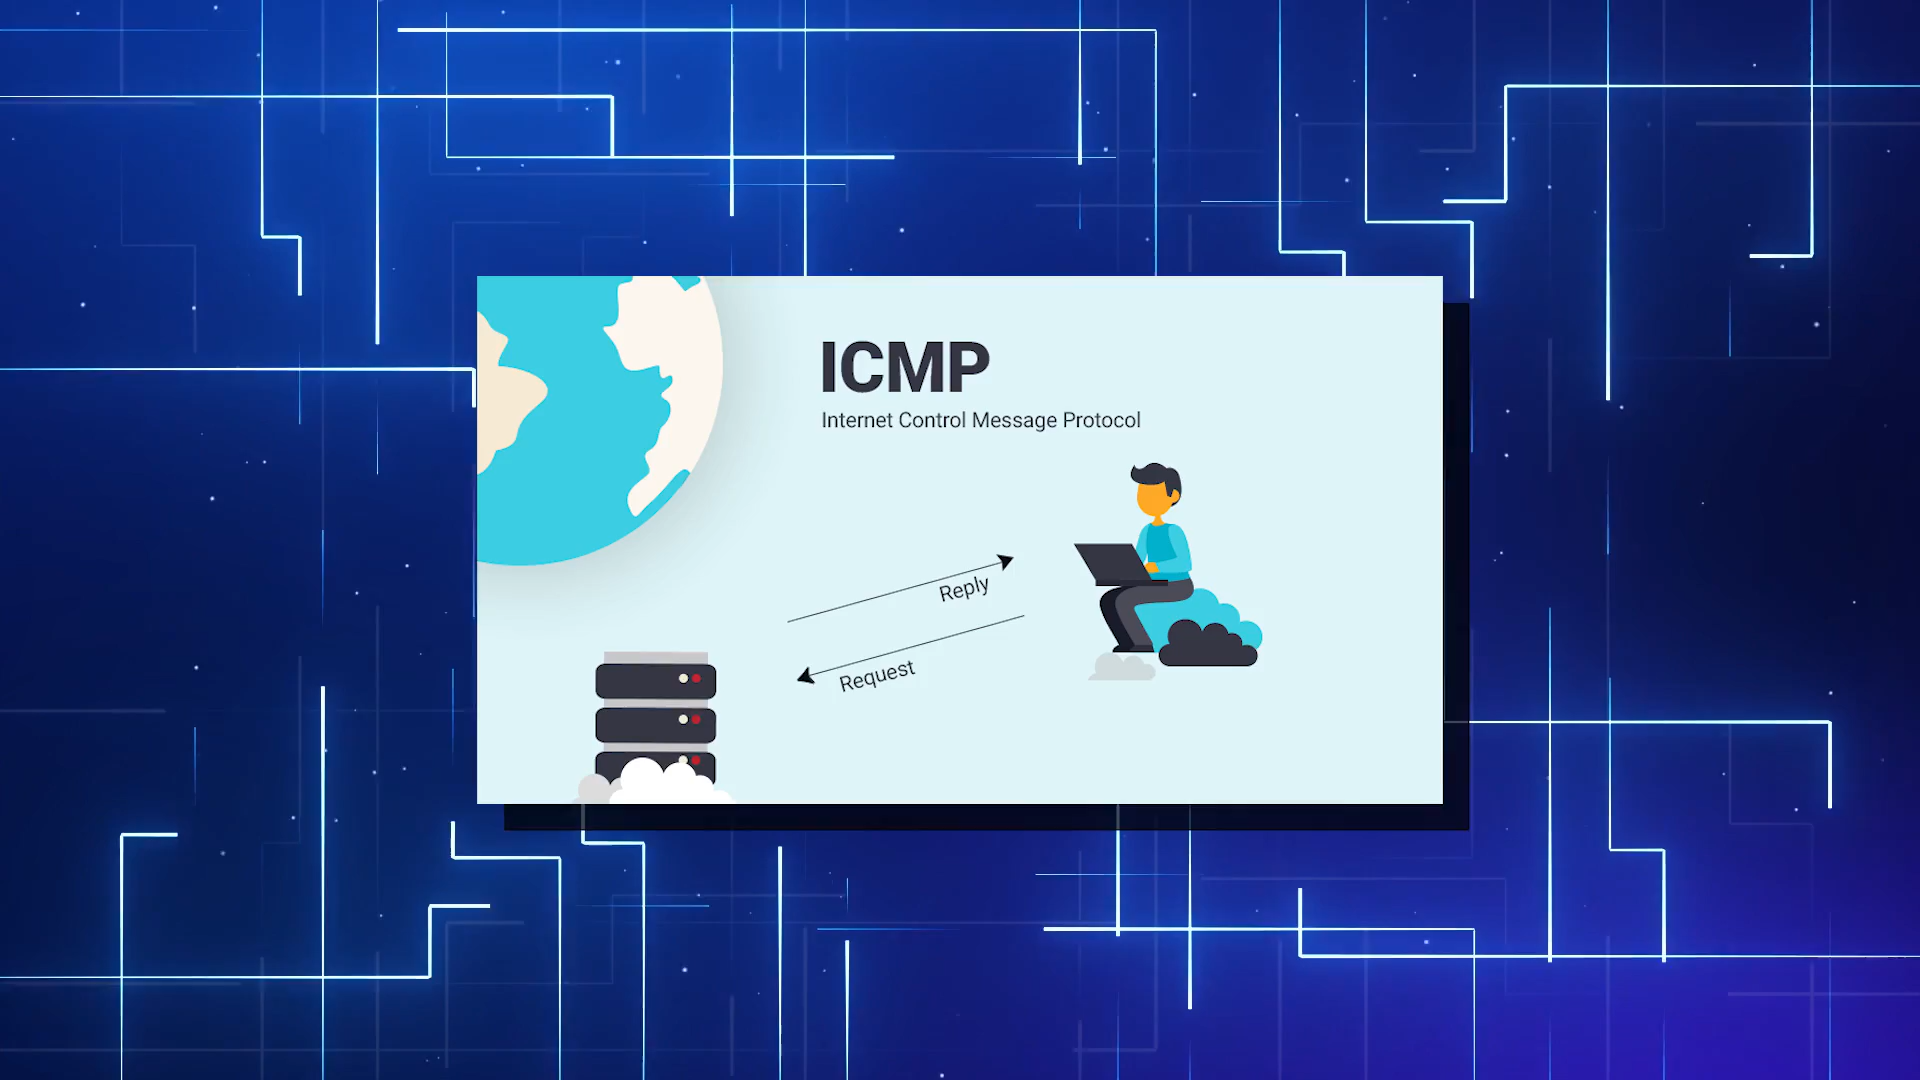 ICMP
Internet Control Message Protocol
Reply
Request